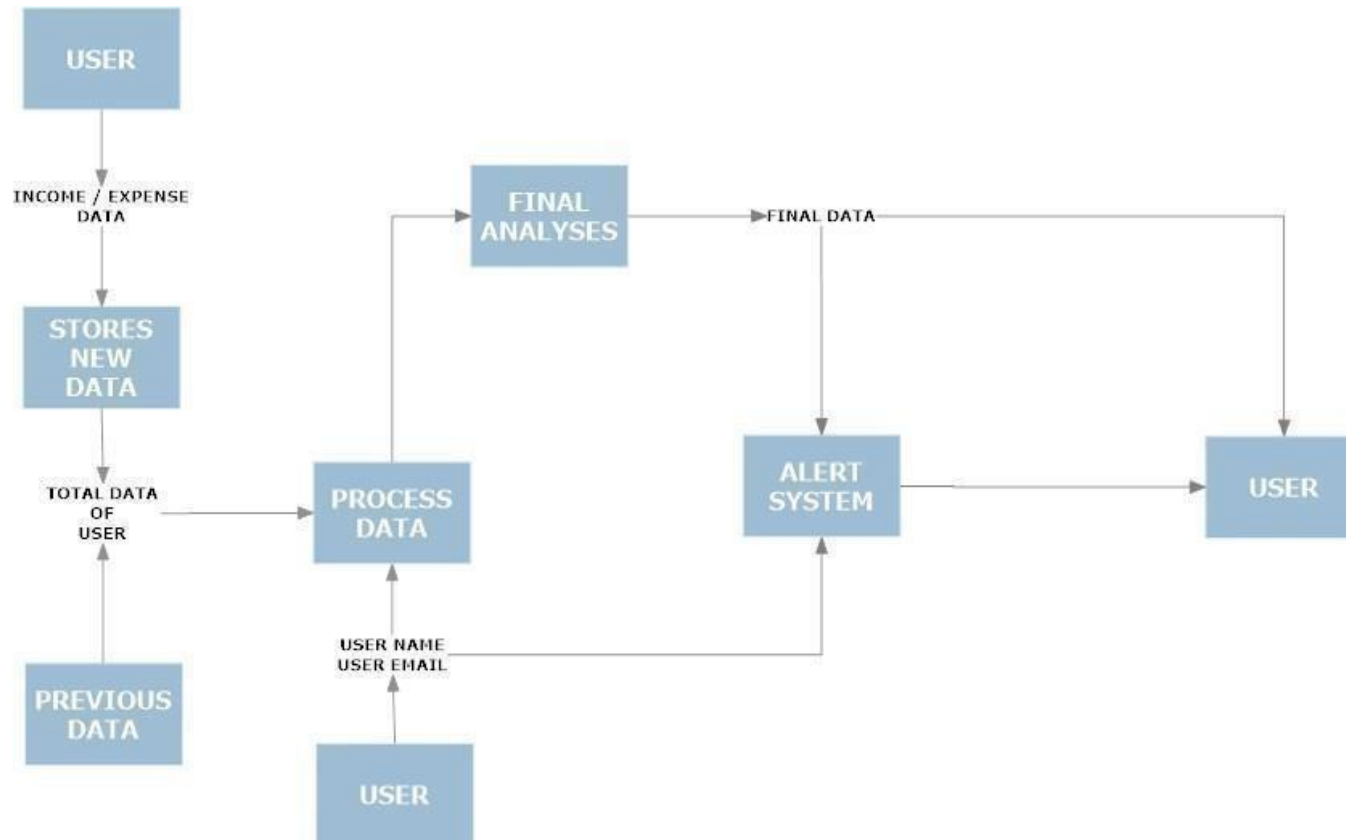 USER
INCOME / EXPENSE
DATA
STORES
NEW
DATA
TOTAL DATA
OF
USER
PREVIOUS
DATA
FINAL
ANALYSES
FINAL DATA
PROCESS
DATA
USER NAME
USER EMAIL
USER
ALERT
SYSTEM
USER